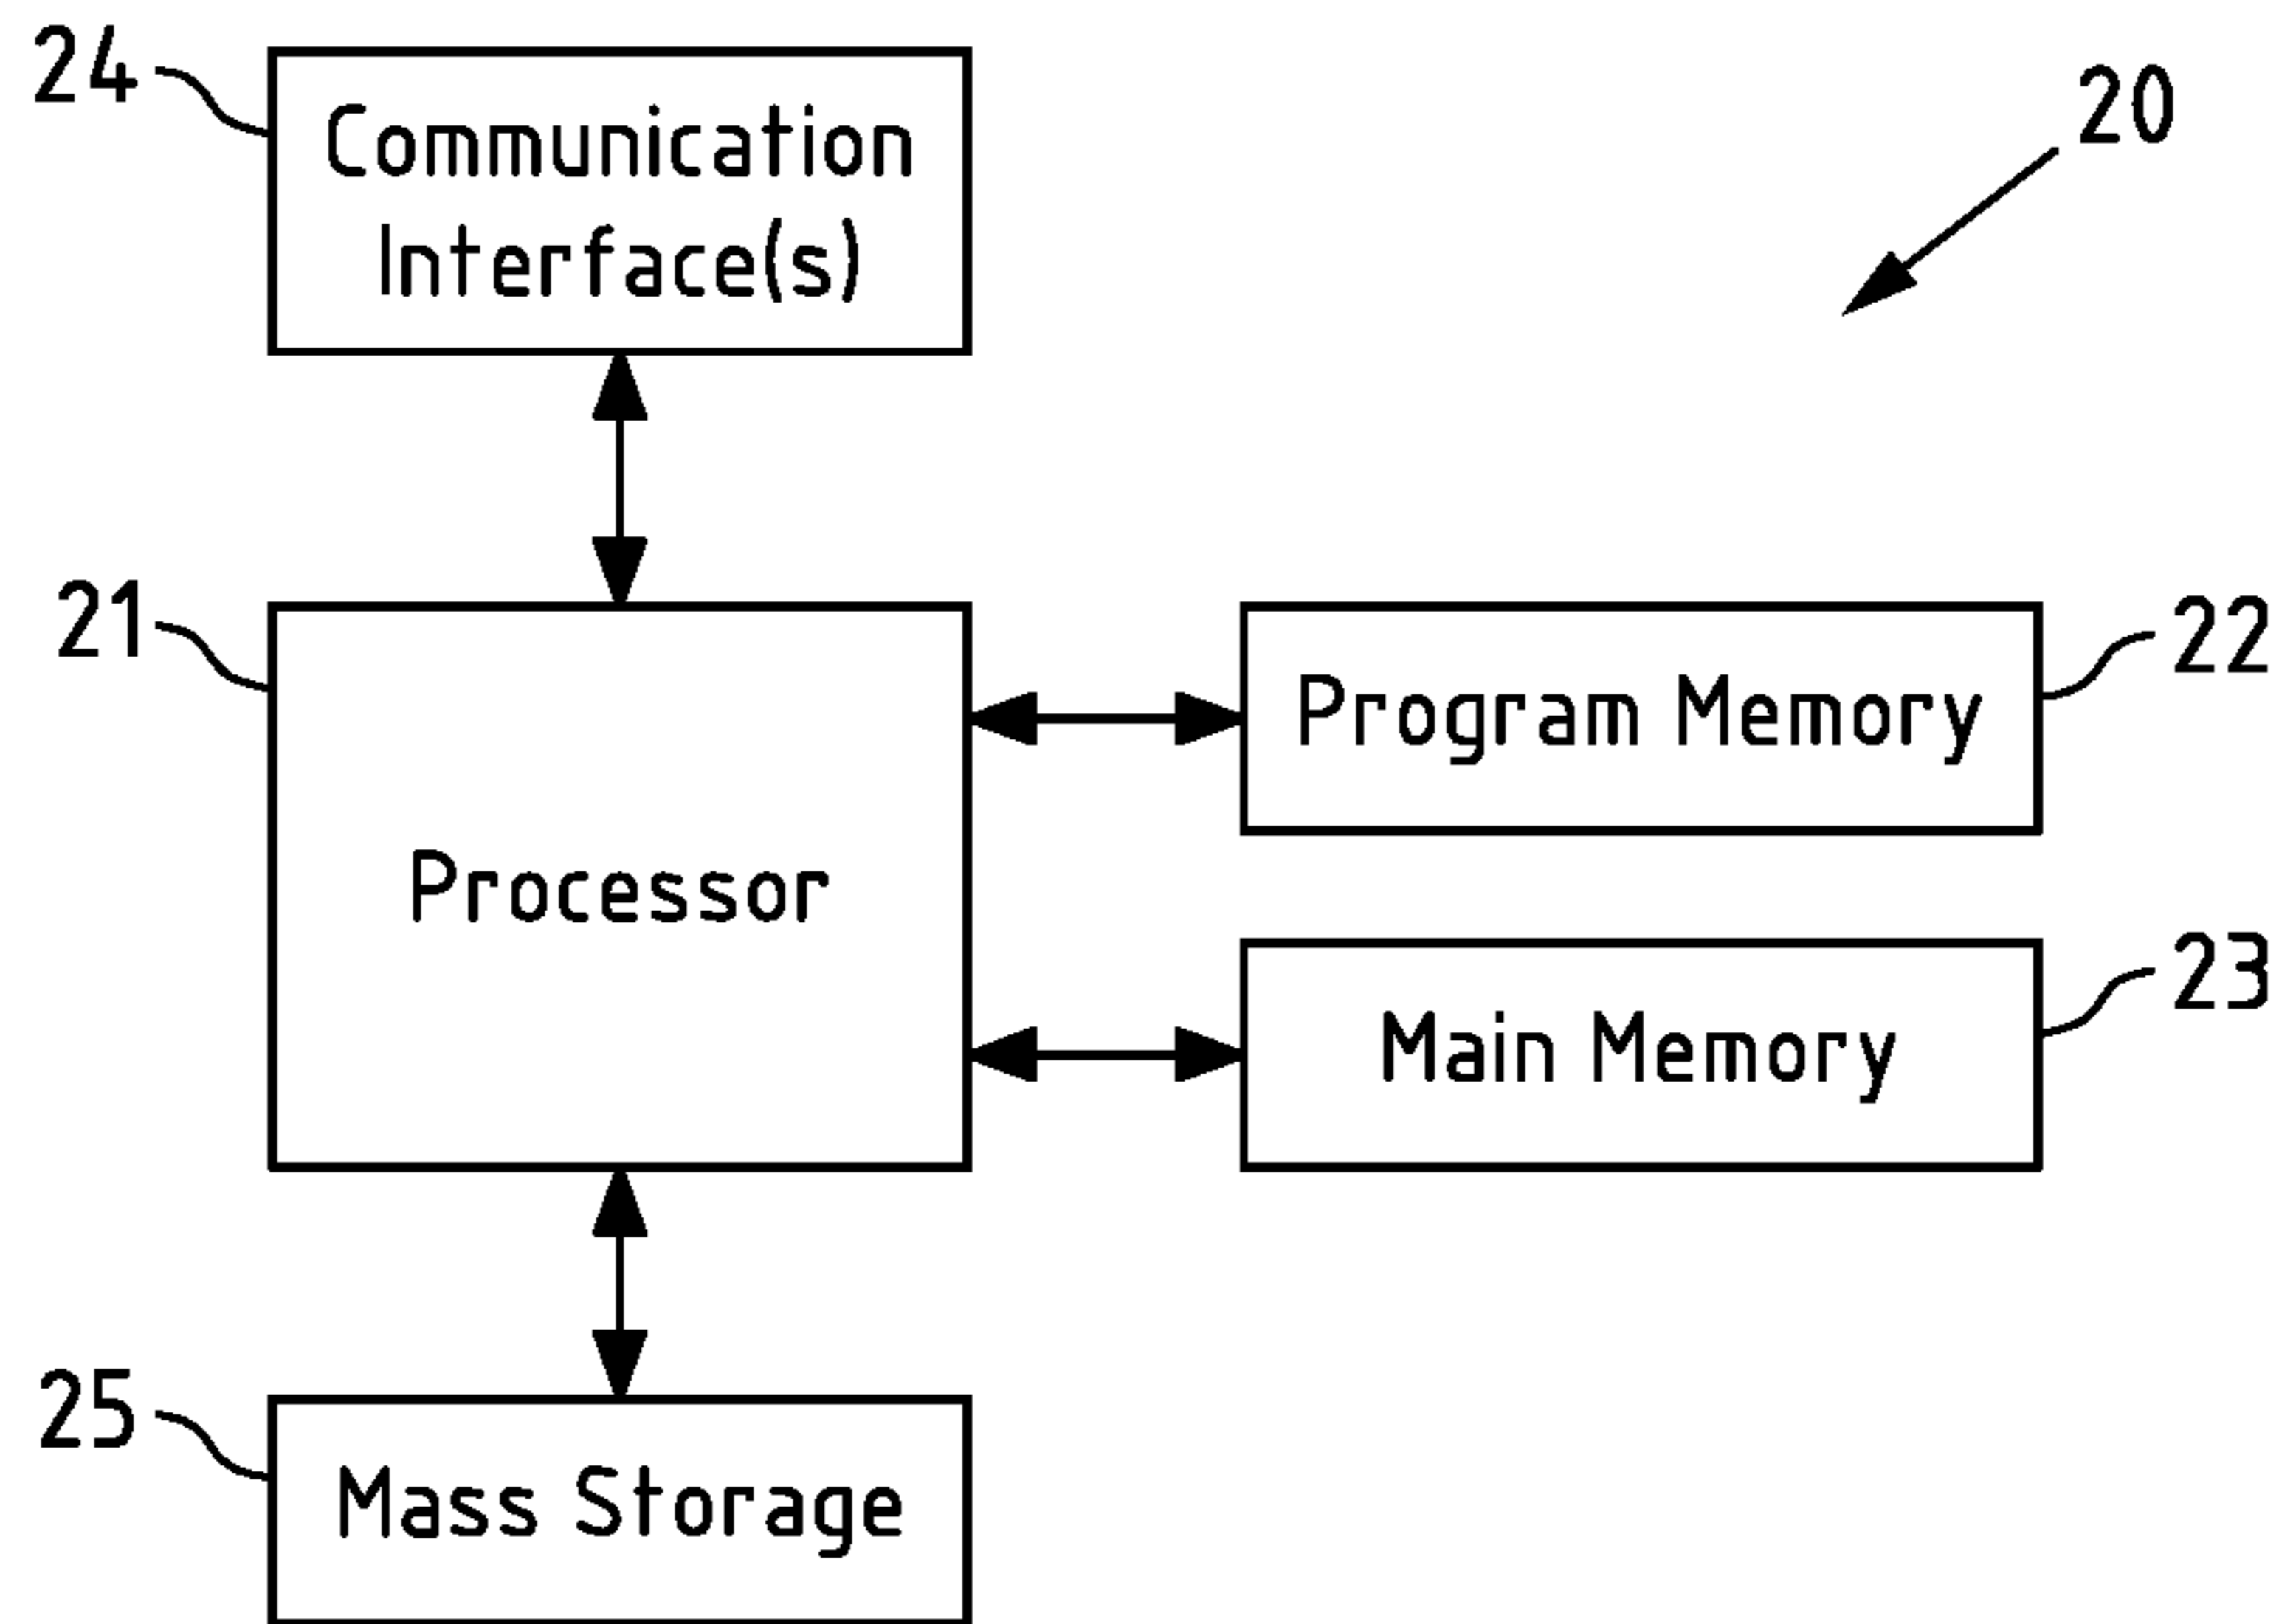 24
Communication
Interface(s)
20
21
Processor
Program Memory
22
Main Memory
23
25
Mass Storage